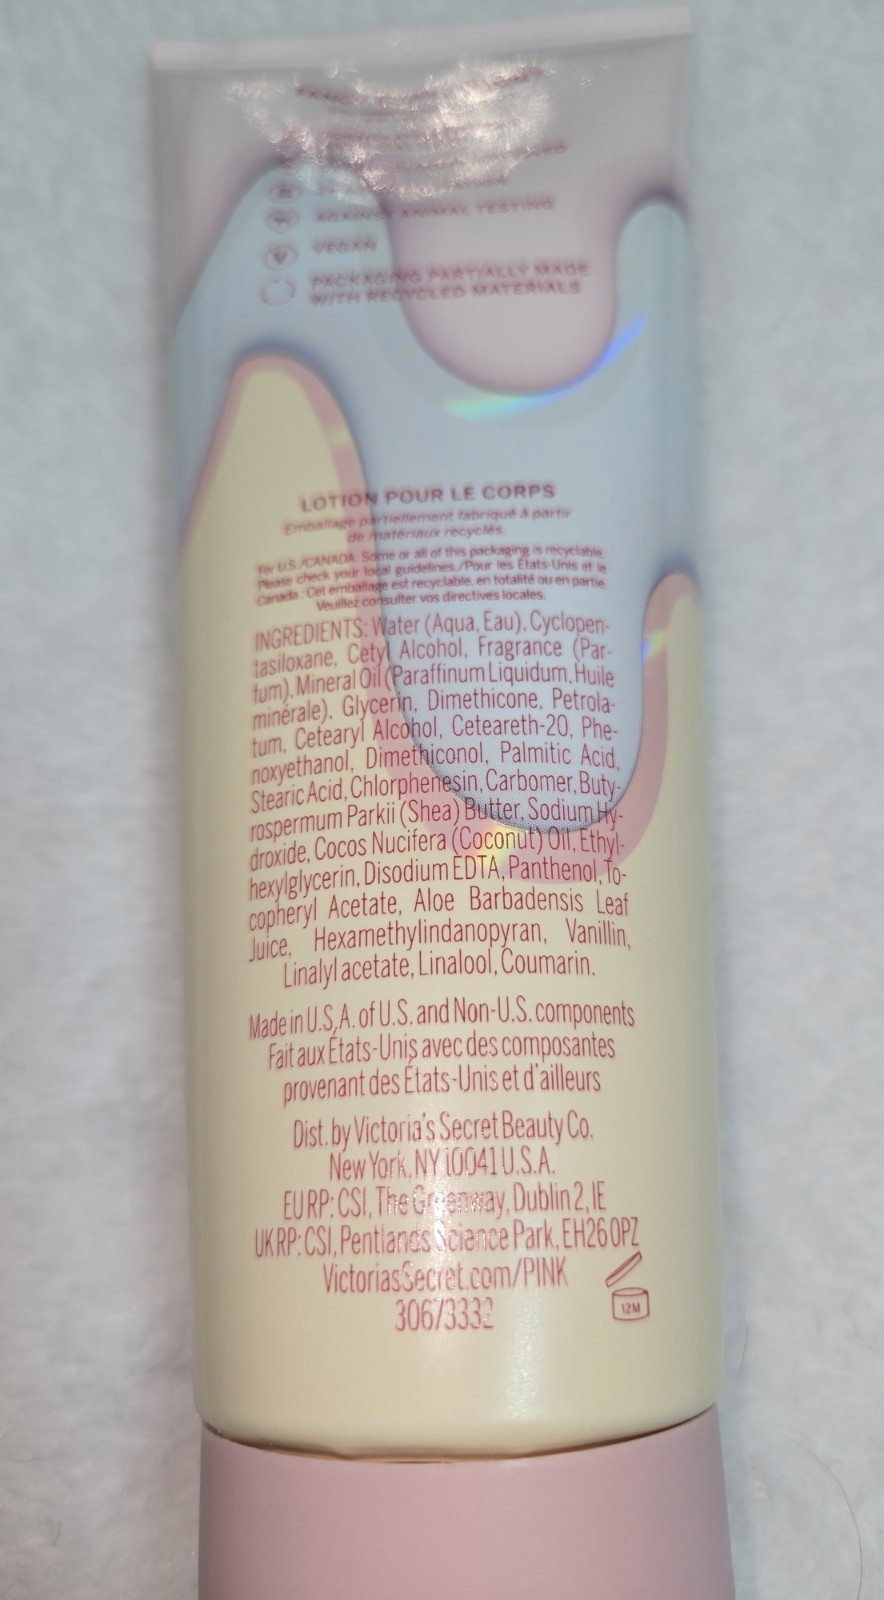 AGAINST ANIMAL TESTING
VEGAN
PACKAGING PARTIALLY MADE
WITH RECYCLED MATERIALS
LOTION POUR LE CORPS
Emballage partiellement fabriqué à partir
de matériaux recyclés.
For U.S./CANADA: Some or all of this packaging is recyclable.
Please check your local guidelines./Pour les États-Unis et le
Canada : Cet emballage est recyclable, en totalité ou en partie.
Veuillez consulter vos directives locales.
INGREDIENTS: Water (Aqua, Eau), Cyclopen-
tasiloxane, Cetyl Alcohol, Fragrance (Par-
fum), Mineral Oil (Paraffinum Liquidum, Huile
minérale), Glycerin, Dimethicone, Petrola-
tum, Cetearyl Alcohol, Ceteareth-20, Phe-
noxyethanol, Dimethiconol, Palmitic Acid,
Stearic Acid, Chlorphenesin, Carbomer, Buty-
rospermum Parkii (Shea) Butter, Sodium Hy-
droxide, Cocos Nucifera (Coconut) Oil, Ethyl-
hexylglycerin, Disodium EDTA, Panthenol, To-
copheryl Acetate, Aloe Barbadensis Leaf
Juice, Hexamethylindanopyran, Vanillin,
Linalyl acetate, Linalool, Coumarin.
Made in U.S.A. of U.S. and Non-U.S. components
Fait aux États-Unis avec des composantes
provenant des États-Unis et d'ailleurs
Dist. by Victoria's Secret Beauty Co.
New York, NY 10041 U.S.A.
EU RP: CSI, The Greenway, Dublin 2, IE
UK RP: CSI, Pentlands Science Park, EH26 0PZ
VictoriasSecret.com/PINK
30673332
12M